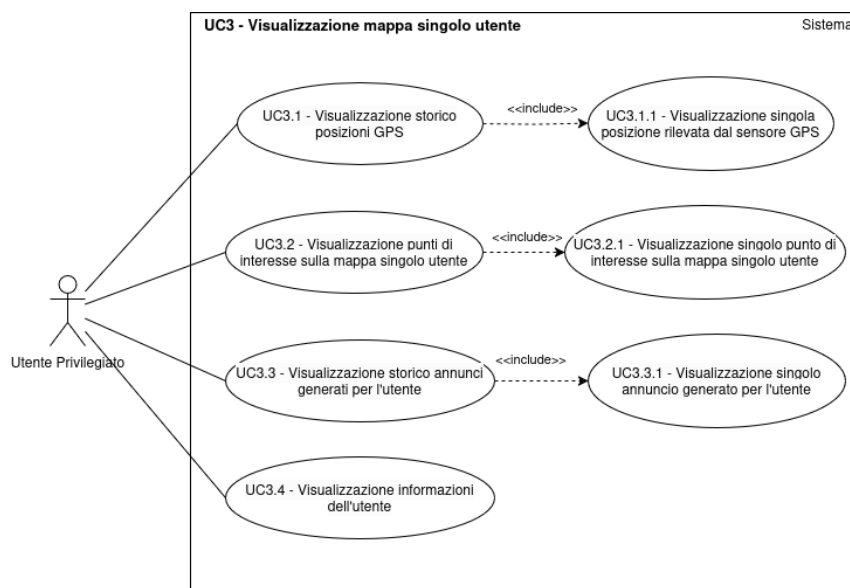 UC3 - Visualizzazione mappa singolo utente
Sistema
UC3.1 - Visualizzazione storico
posizioni GPS
<<include>>
UC3.1.1 - Visualizzazione singola
posizione rilevata dal sensore GPS
UC3.2 - Visualizzazione punti di
interesse sulla mappa singolo utente
<<include>>
UC3.2.1 - Visualizzazione singolo punto di
interesse sulla mappa singolo utente
Utente Privilegiato
UC3.3 - Visualizzazione storico annunci
generati per l'utente
<<include>>
UC3.3.1 - Visualizzazione singolo
annuncio generato per l'utente
UC3.4 - Visualizzazione informazioni
dell'utente